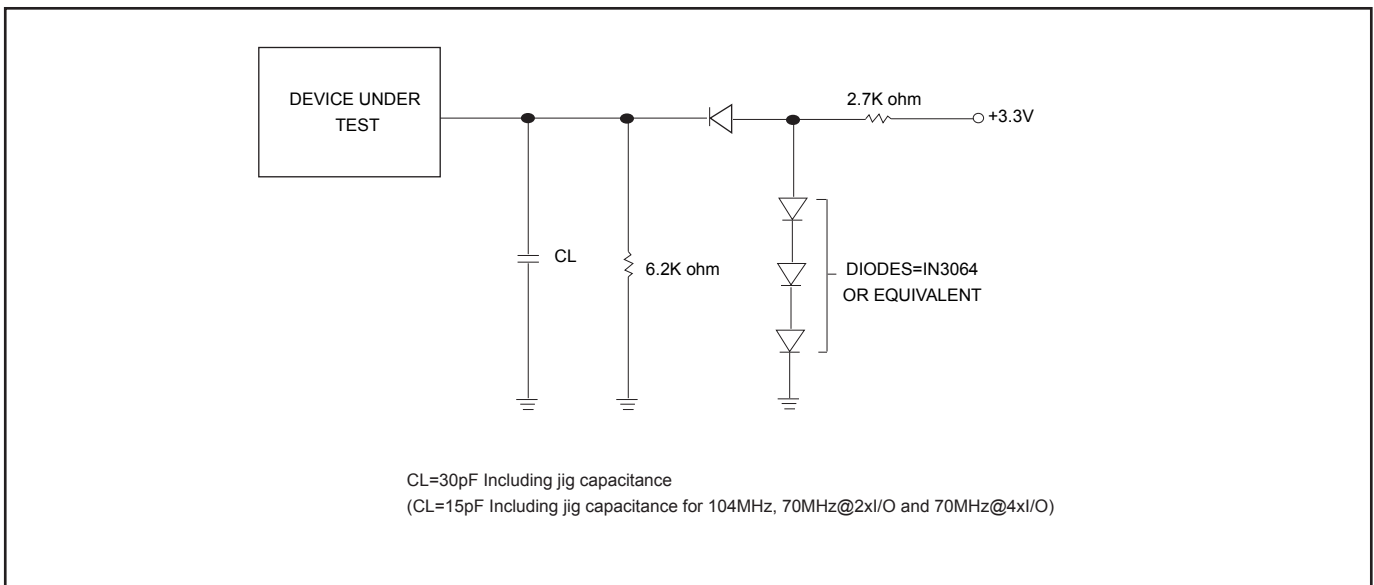 DEVICE UNDER
TEST
2.7K ohm
+3.3V
CL
6.2K ohm
DIODES=IN3064
OR EQUIVALENT
CL=30pF Including jig capacitance
(CL=15pF Including jig capacitance for 104MHz, 70MHz@2xI/O and 70MHz@4xI/O)